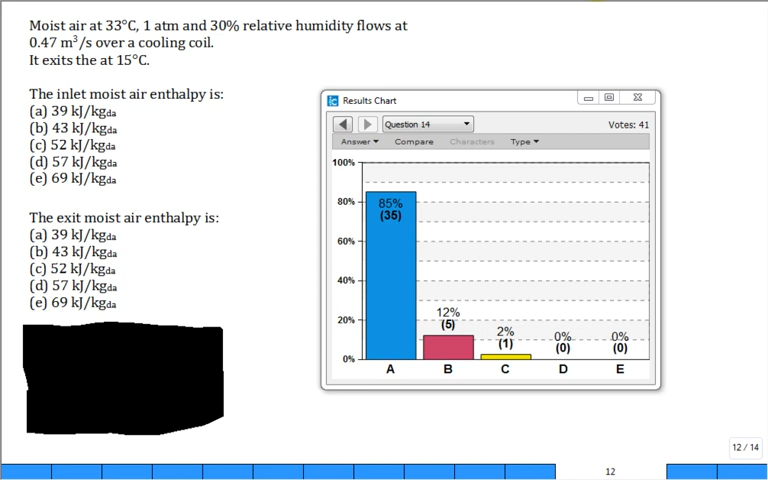 Moist air at 33°C, 1 atm and 30% relative humidity flows at
0.47 m³/s over a cooling coil.
It exits the at 15°C.
The inlet moist air enthalpy is:
(a) 39 kJ/kgda
(b) 43 kJ/kgda
(c) 52 kJ/kgda
(d) 57 kJ/kgda
(e) 69 kJ/kgda
The exit moist air enthalpy is:
(a) 39 kJ/kgda
(b) 43 kJ/kgda
(c) 52 kJ/kgda
(d) 57 kJ/kgda
(e) 69 kJ/kgda
Results Chart
Question 14
Votes: 41
Answer Compare Characters Type
100%
80%
60%
40%
20%
0%
85%
(35)
12%
(5)
2%
(1)
0%
(0)
0%
(0)
A B C D E
12 / 14
12